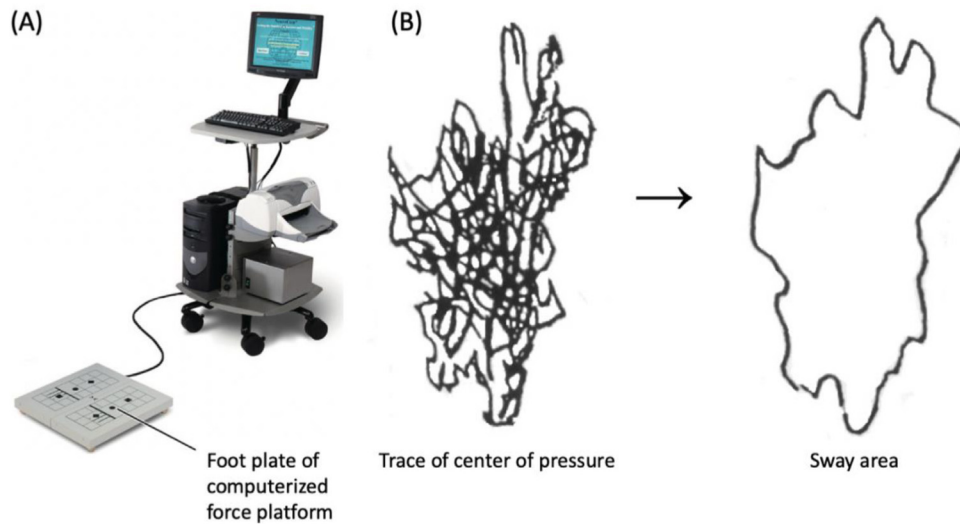 (A)
(B)
Foot plate of
computerized
force platform
Trace of center of pressure
Sway area